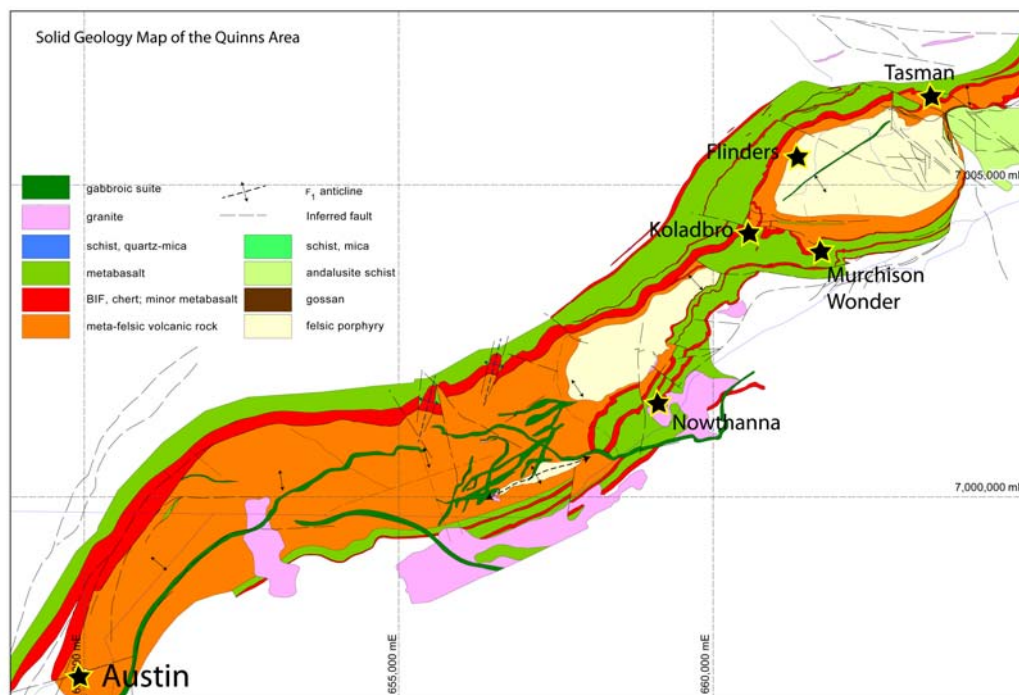 Solid Geology Map of the Quinns Area
Tasman
Flinders
7,005,000 m
Koladbro
Murchison
Wonder
Nowthanna
7,000,000 m
655,000 mE
660,000 mE
Austin
gabbroic suite
F1 anticline
granite
Inferred fault
schist, quartz-mica
schist, mica
metabasalt
andalusite schist
BIF, chert; minor metabasalt
gossan
meta-felsic volcanic rock
felsic porphyry